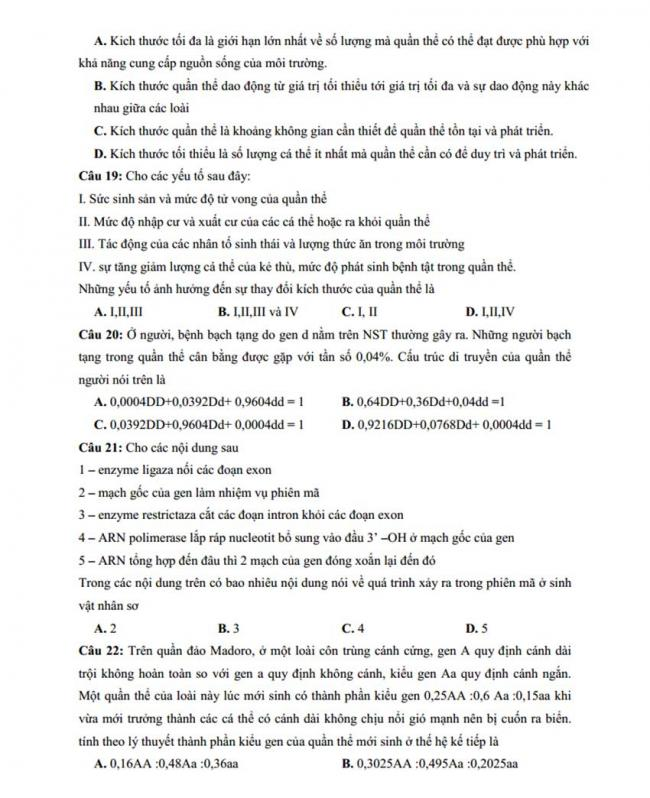 A. Kích thước tối đa là giới hạn lớn nhất về số lượng mà quần thể có thể đạt được phù hợp với
khả năng cung cấp nguồn sống của môi trường.
B. Kích thước quần thể dao động từ giá trị tối thiểu tới giá trị tối đa và sự dao động này khác
nhau giữa các loài
C. Kích thước quần thể là khoảng không gian cần thiết để quần thể tồn tại và phát triển.
D. Kích thước tối thiểu là số lượng cá thể ít nhất mà quần thể cần có để duy trì và phát triển.
Câu 19: Cho các yếu tố sau đây:
I. Sức sinh sản và mức độ tử vong của quần thể
II. Mức độ nhập cư và xuất cư của các cá thể hoặc ra khỏi quần thể
III. Tác động của các nhân tố sinh thái và lượng thức ăn trong môi trường
IV. sự tăng giảm lượng cá thể của kẻ thù, mức độ phát sinh bệnh tật trong quần thể.
Những yếu tố ảnh hưởng đến sự thay đổi kích thước của quần thể là
A. I,II,III B. I,II,III và IV C. I, II D. I,II,IV
Câu 20: Ở người, bệnh bạch tạng do gen d nằm trên NST thường gây ra. Những người bạch
tạng trong quần thể cân bằng được gặp với tần số 0,04%. Cấu trúc di truyền của quần thể
người nói trên là
A. 0,0004DD+0,0392Dd+ 0,9604dd = 1 B. 0,64DD+0,36Dd+0,04dd =1
C. 0,0392DD+0,9604Dd+ 0,0004dd = 1 D. 0,9216DD+0,0768Dd+ 0,0004dd = 1
Câu 21: Cho các nội dung sau
1 – enzyme ligaza nối các đoạn exon
2 – mạch gốc của gen làm nhiệm vụ phiên mã
3 – enzyme restrictaza cắt các đoạn intron khỏi các đoạn exon
4 – ARN polimerase lắp ráp nucleotit bổ sung vào đầu 3' –OH ở mạch gốc của gen
5 – ARN tổng hợp đến đâu thì 2 mạch của gen đóng xoắn lại đến đó
Trong các nội dung trên có bao nhiêu nội dung nói về quá trình xảy ra trong phiên mã ở sinh
vật nhân sơ
A. 2 B. 3 C. 4 D. 5
Câu 22: Trên quần đảo Madoro, ở một loài côn trùng cánh cứng, gen A quy định cánh dài
trội không hoàn toàn so với gen a quy định không cánh, kiểu gen Aa quy định cánh ngắn.
Một quần thể của loài này lúc mới sinh có thành phần kiểu gen 0,25AA :0,6 Aa :0,15aa khi
vừa mới trưởng thành các cá thể có cánh dài không chịu nổi gió mạnh nên bị cuốn ra biển.
tính theo lý thuyết thành phần kiểu gen của quần thể mới sinh ở thế hệ kế tiếp là
A. 0,16AA :0,48Aa :0,36aa B. 0,3025AA :0,495Aa :0,2025aa